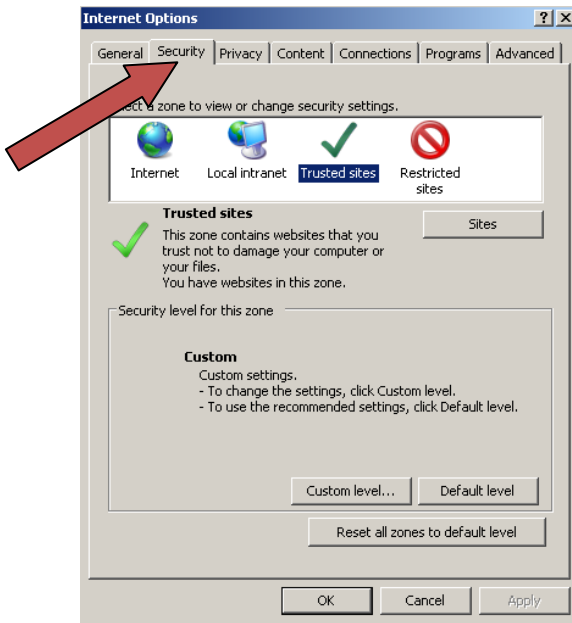 Internet Options
General Security Privacy Content Connections Programs Advanced
a zone to view or change security settings.
Internet Local intranet Trusted sites Restricted
sites
Trusted sites
Sites
This zone contains websites that you
trust not to damage your computer or
your files.
You have websites in this zone.
Security level for this zone
Custom
Custom settings.
- To change the settings, click Custom level.
- To use the recommended settings, click Default level.
Custom level... Default level
Reset all zones to default level
OK Cancel Apply